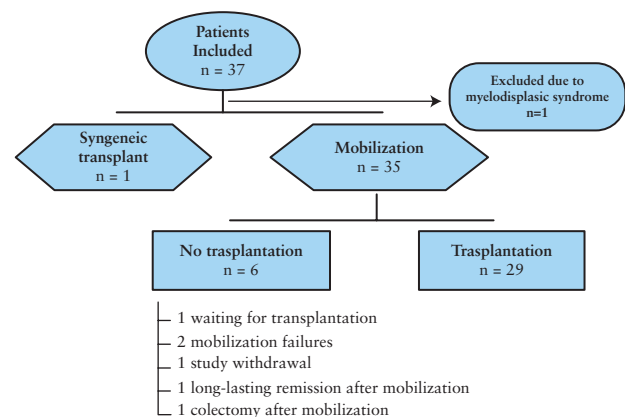 Patients
Included
n = 37
Excluded due to
myelodisplasic syndrome
n=1
Syngeneic
transplant
n = 1
Mobilization
n = 35
No trasplantation
n = 6
Trasplantation
n = 29
1 waiting for transplantation
2 mobilization failures
1 study withdrawal
1 long-lasting remission after mobilization
1 colectomy after mobilization